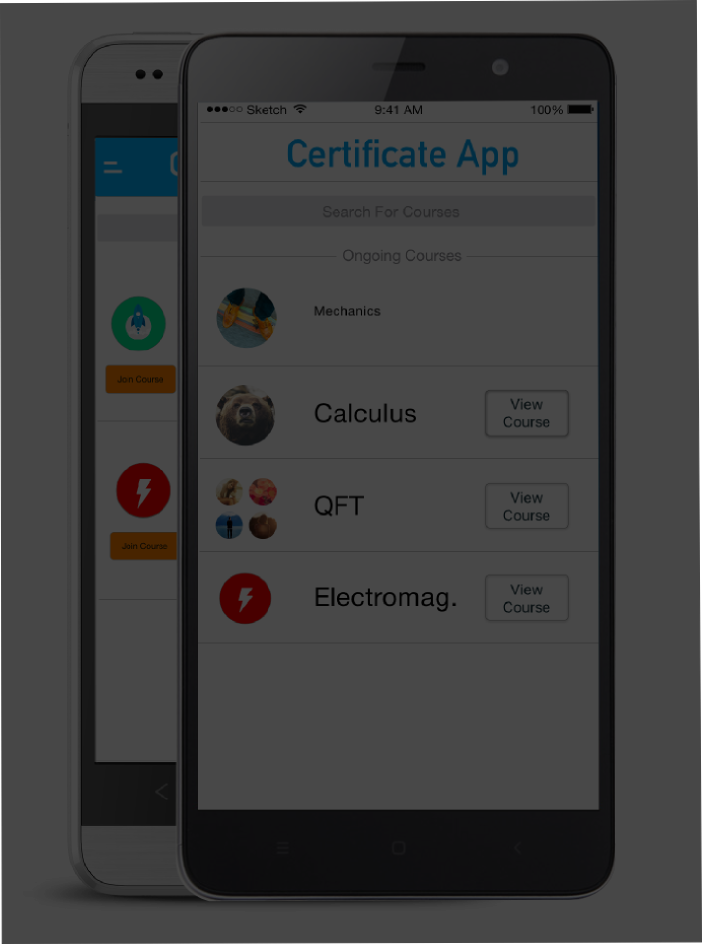 Sketch 9:41 AM 100%
Certificate App
Search For Courses
Ongoing Courses
Mechanics
Calculus
View
Course
QFT
View
Course
Electromag.
View
Course
Join Course
Join Course